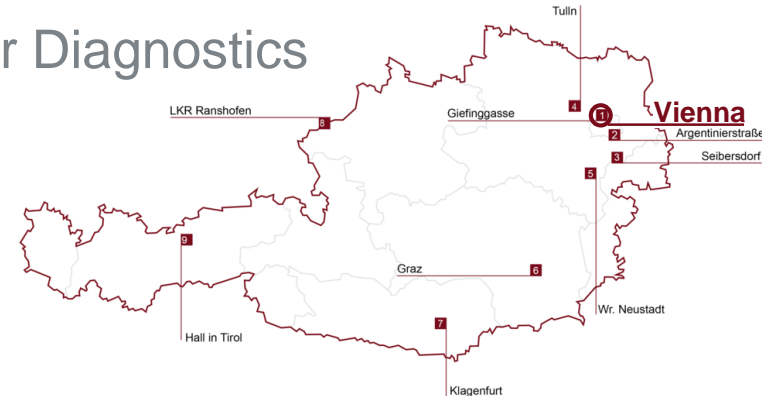 r Diagnostics
Tulln
LKR Ranshofen
Giefinggasse
Vienna
Argentinierstraße
Seibersdorf
Graz
Wr. Neustadt
Hall in Tirol
Klagenfurt
4
8
1
2
3
5
9
6
7